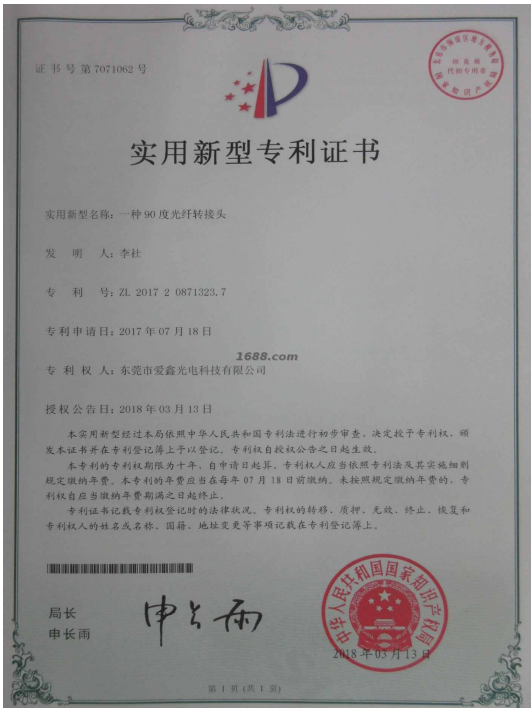 证书号第7071062号
实用新型专利证书
实用新型名称：一种90度光纤转接头
发 明 人：李杜
专 利 号：ZL 2017 2 0871323.7
专利申请日：2017年07月18日
1688.com
专 利 权 人：东莞市爱鑫光电科技有限公司
授权公告日：2018年03月13日
本实用新型经过本局依照中华人民共和国专利法进行初步审查，决定授予专利权，颁
发本证书并在专利登记簿上予以登记。专利权自授权公告之日起生效。
本专利的专利权期限为十年，自申请日起算。专利权人应当依照专利法及其实施细则
规定缴纳年费。本专利的年费应当在每年07月18日前缴纳。未按照规定缴纳年费的，专
利权自应当缴纳年费期满之日起终止。
专利证书记载专利权登记时的法律状况。专利权的转移、质押、无效、终止、恢复和
专利权人的姓名或名称、国籍、地址变更等事项记载在专利登记簿上。
局长
申长雨
申长雨
中华人民共和国国家知识产权局
2018年03月13日
第1页(共1页)